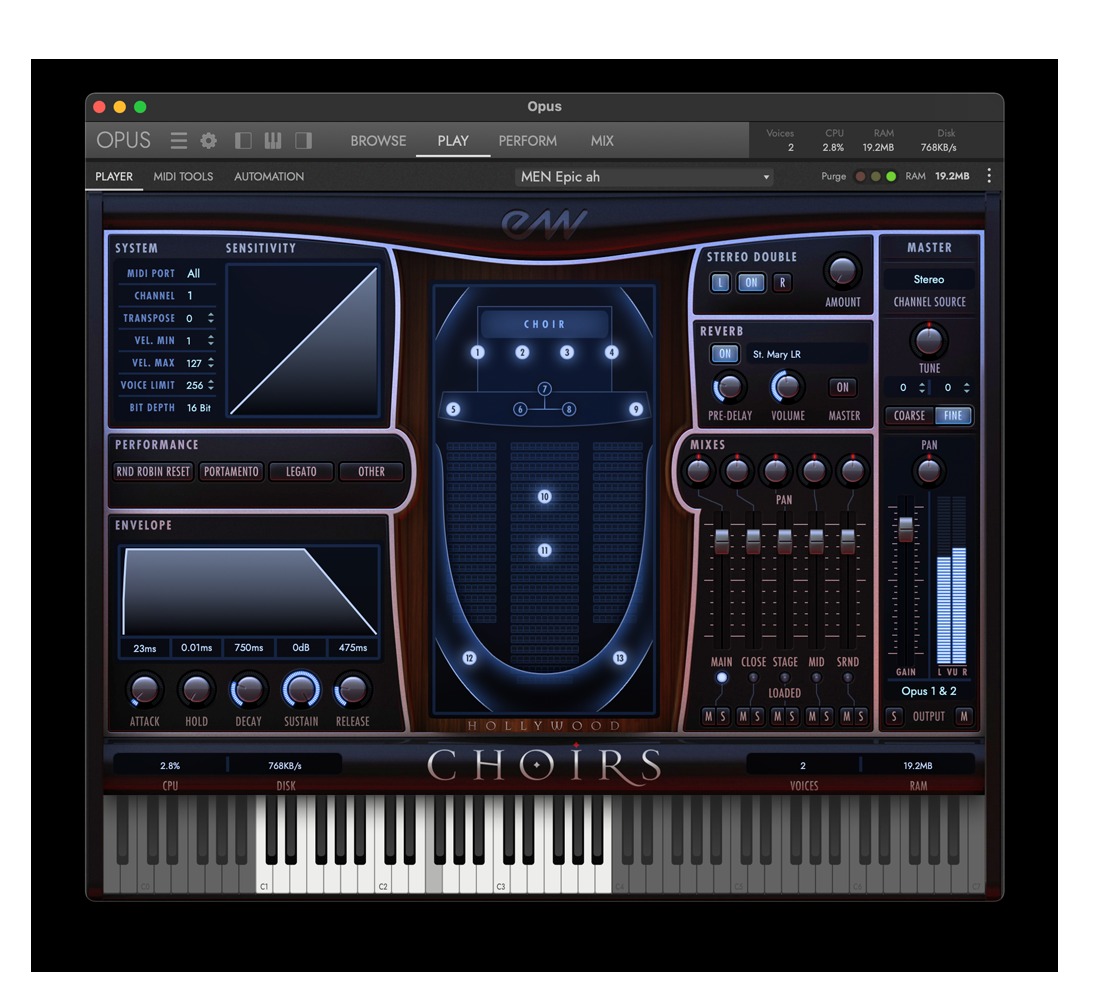 Opus
OPUS BROWSE PLAY PERFORM MIX
Voices CPU RAM Disk
2 2.8% 19.2MB 768KB/s
PLAYER MIDI TOOLS AUTOMATION MEN Epic ah Purge RAM 19.2MB
ew
SYSTEM SENSITIVITY
MIDI PORT All
CHANNEL 1
TRANSPOSE 0
VEL. MIN 1
VEL. MAX 127
VOICE LIMIT 256
BIT DEPTH 16 Bit
PERFORMANCE
RND ROBIN RESET PORTAMENTO LEGATO OTHER
ENVELOPE
23ms 0.01ms 750ms 0dB 475ms
ATTACK HOLD DECAY SUSTAIN RELEASE
CHOIR
1 2 3 4
7
5 6 8 9
10
11
12 13
HOLLYWOOD
CHOIRS
STEREO DOUBLE
L ON R
AMOUNT
REVERB
ON St. Mary LR
ON
PRE-DELAY VOLUME MASTER
MIXES
PAN
MAIN CLOSE STAGE MID SRND
LOADED
M S M S M S M S M S
MASTER
Stereo
CHANNEL SOURCE
TUNE
0 0
COARSE FINE
PAN
GAIN L VU R
Opus 1 & 2
S OUTPUT M
2.8% 768KB/s
CPU DISK
2 19.2MB
VOICES RAM
C0 C1 C2 C3 C4 C5 C6 C7